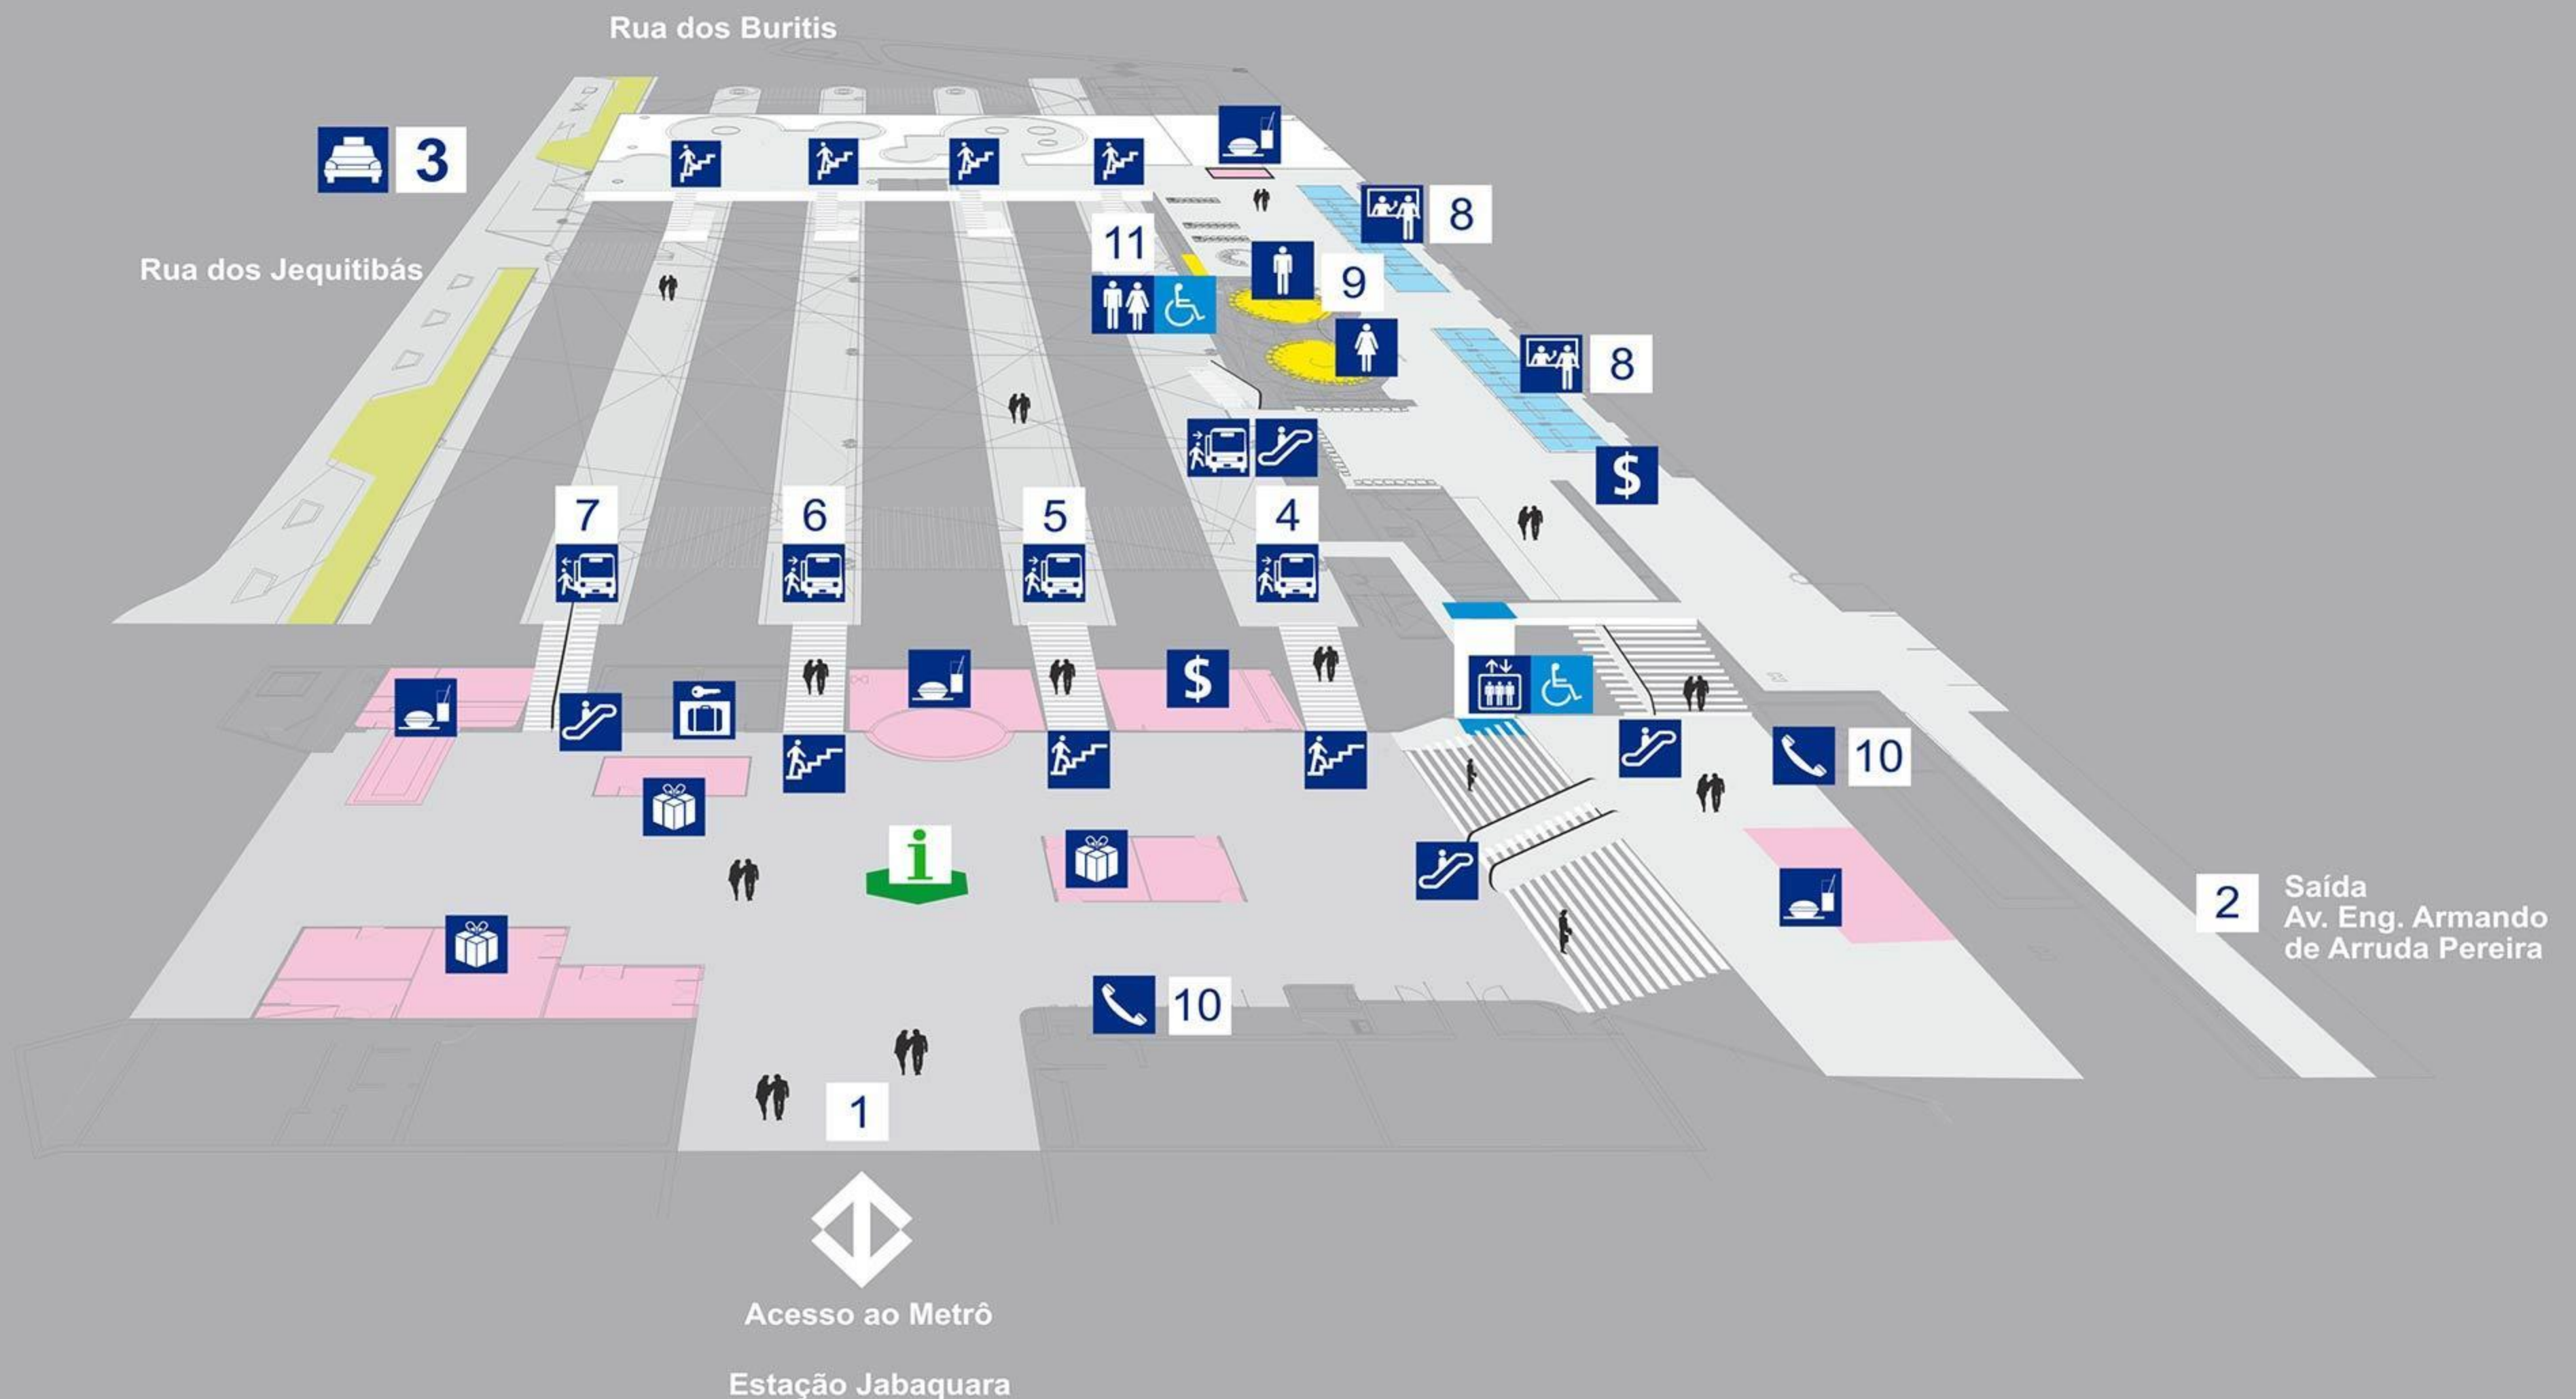 Rua dos Buritis
3
8
11
Rua dos Jequitibás
9
8
$
7
6
5
4
$
10
i
2
Saída
Av. Eng. Armando
de Arruda Pereira
10
1
Acesso ao Metrô
Estação Jabaquara